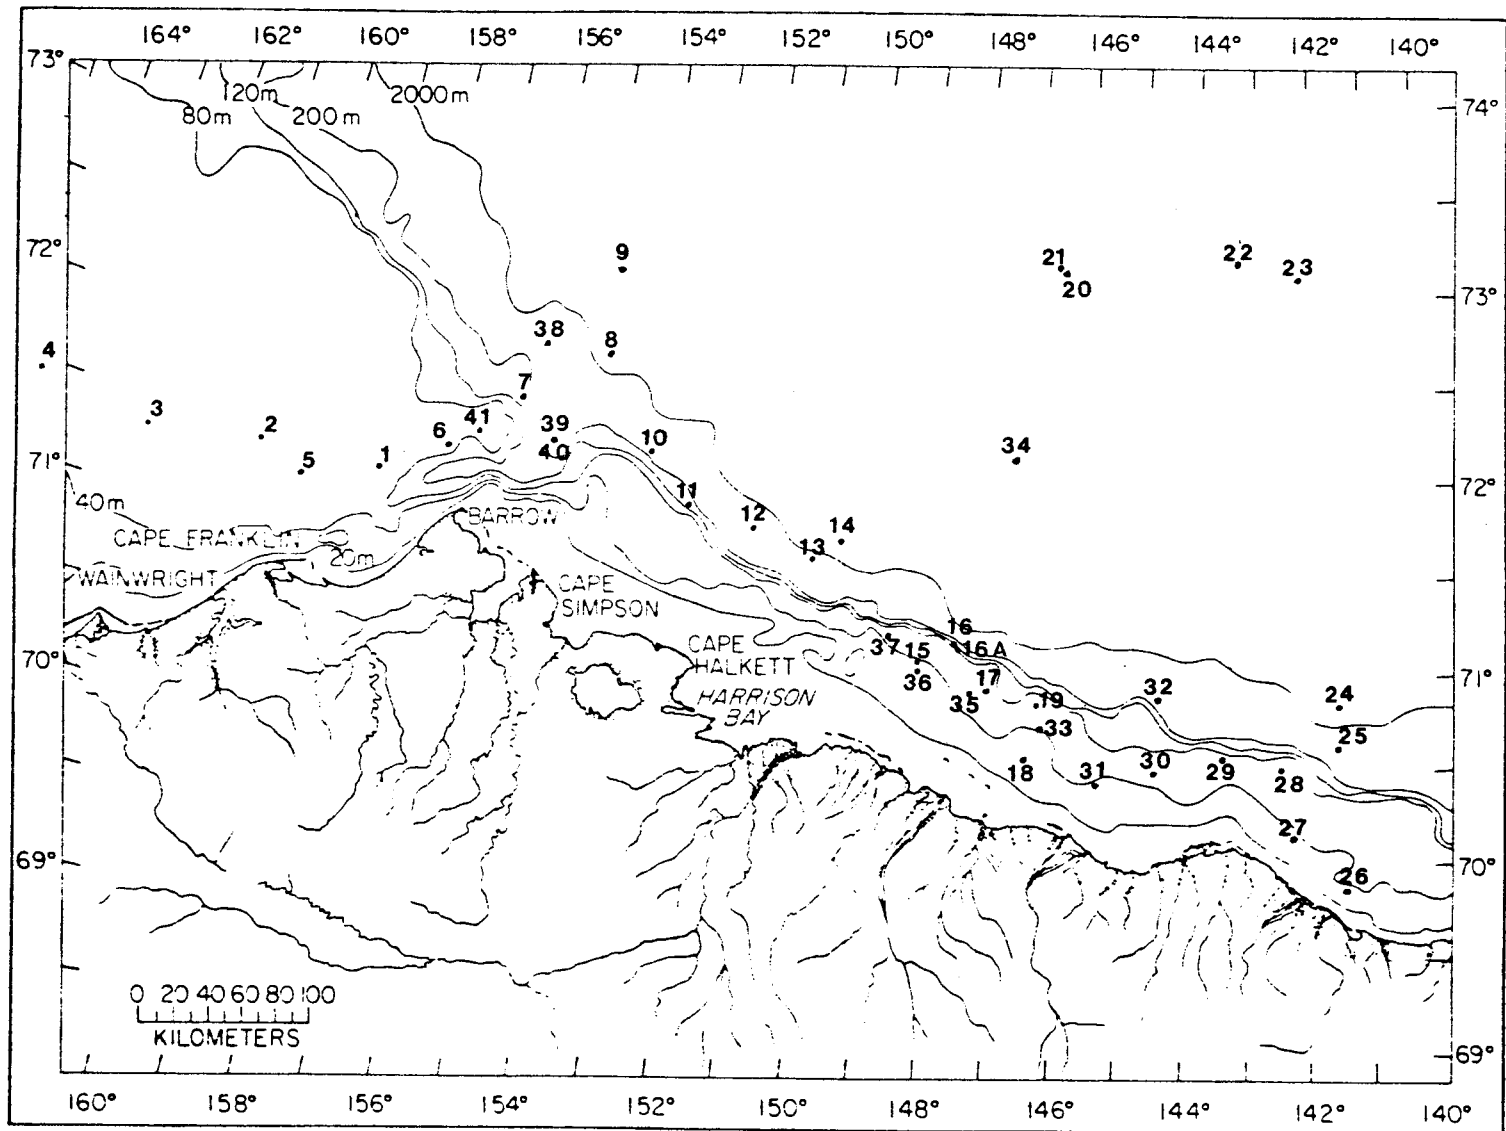 164° 162° 160° 158° 156° 154° 152° 150° 148° 146° 144° 142° 140°
73°
120m
2000m
80m
200m
74°
72°
9
21
20
22
23
73°
38
8
4
7
3
2
5
1
6
41
39
40
10
34
71°
72°
40m
11
12
14
13
BARROW
CAPE FRANKLIN
20m
WAINWRIGHT
CAPE
SIMPSON
16
37
15
16A
CAPE
HALKETT
70°
36
17
35
19
32
71°
24
HARRISON
BAY
33
25
18
31
30
29
28
27
69°
26
70°
0 20 40 60 80 100
KILOMETERS
69°
160° 158° 156° 154° 152° 150° 148° 146° 144° 142° 140°